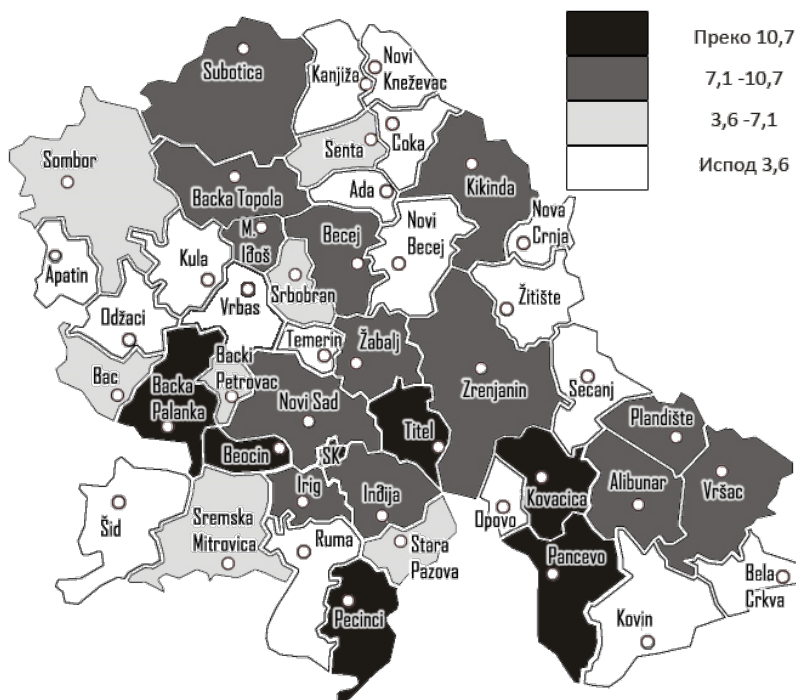 Преко 10,7
7,1 -10,7
3,6 -7,1
Испод 3,6
Subotica
Kanjiža
Novi
Kneževac
Senta
Coka
Sombor
Backa Topola
Ada
Kikinda
M.
Iđoš
Becej
Novi
Becej
Nova
Crnja
Apatin
Kula
Srbobran
Žitište
Vrbas
Odžaci
Temerin
Žabalj
Backi
Petrovac
Bac
Backa
Palanka
Zrenjanin
Secanj
Novi Sad
Titel
Plandište
Beocin
SK
Kovacica
Alibunar
Vršac
Irig
Inđija
Opovo
Šid
Sremska
Mitrovica
Ruma
Stara
Pazova
Pancevo
Bela
Crkva
Pecinci
Kovin